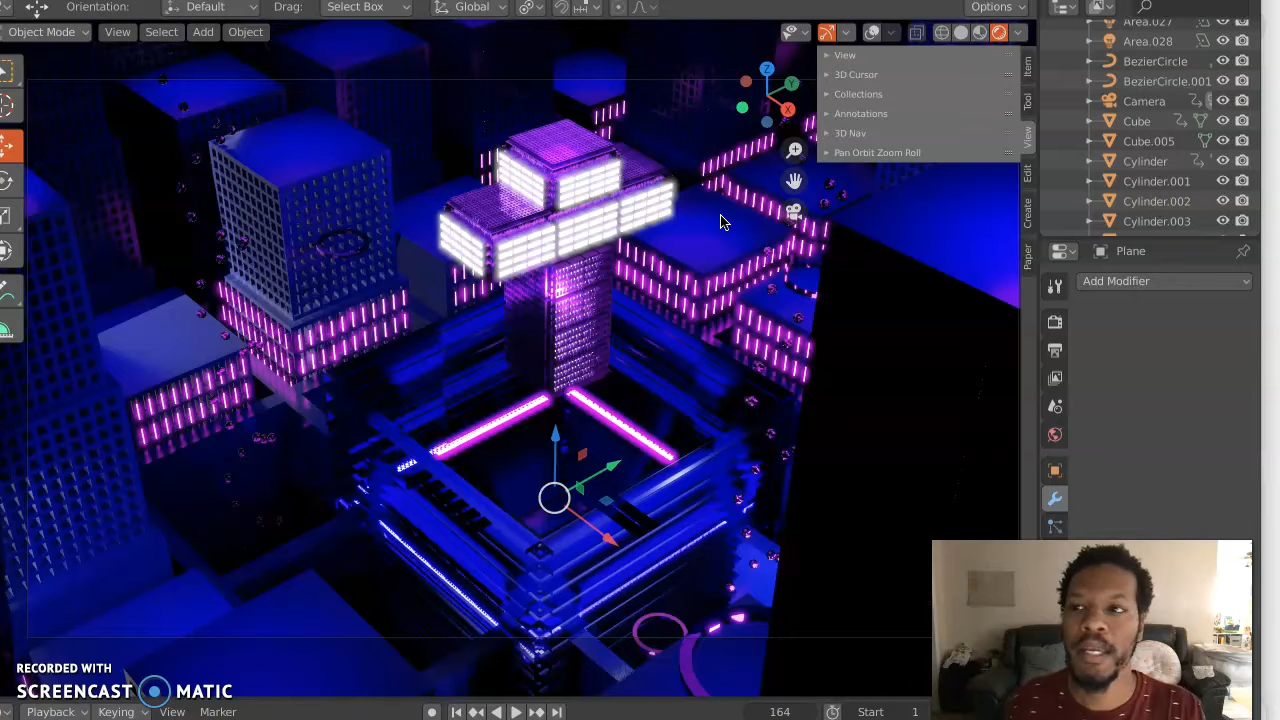 Orientation: Default Drag: Select Box Global Options
Object Mode View Select Add Object
View
3D Cursor
Collections
Annotations
3D Nav
Pan Orbit Zoom Roll
Item
Tool
View
Edit
Create
Paper
Z
Y
X
Area.027
Area.028
BezierCircle
BezierCircle.001
Camera
Cube
Cube.005
Cylinder
Cylinder.001
Cylinder.002
Cylinder.003
Plane
Add Modifier
RECORDED WITH
SCREENCAST MATIC
Playback Keying View Marker 164 Start 1